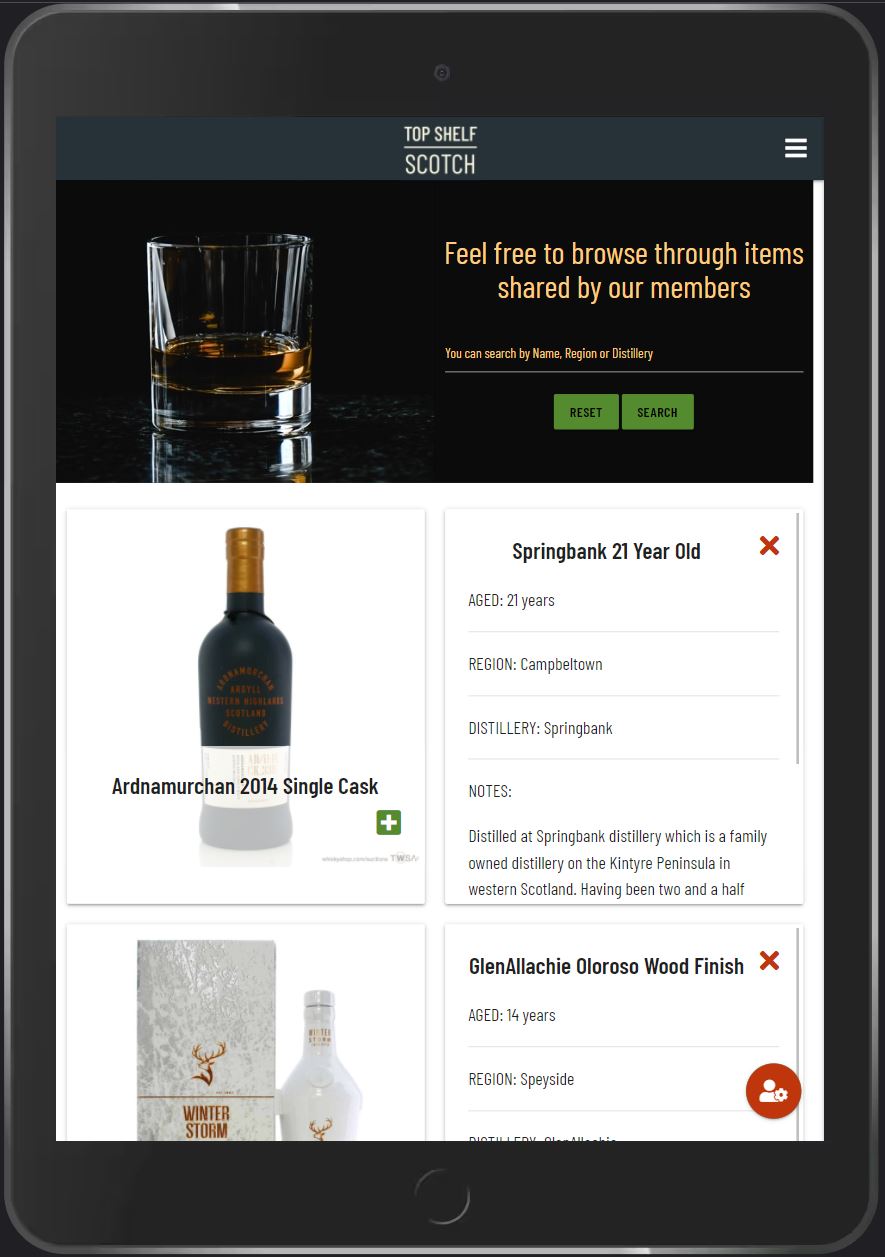 TOP SHELF
SCOTCH
Feel free to browse through items
shared by our members
You can search by Name, Region or Distillery
RESET
SEARCH
ARDNAMURCHAN
ARGYLL
WESTERN HIGHLANDS
SCOTLAND
DISTILLERY
Ardnamurchan 2014 Single Cask
whiskyshop.com/auctions TWSA
Springbank 21 Year Old
AGED: 21 years
REGION: Campbeltown
DISTILLERY: Springbank
NOTES:
Distilled at Springbank distillery which is a family
owned distillery on the Kintyre Peninsula in
western Scotland. Having been two and a half
WINTER
STORM
WINTER
STORM
GlenAllachie Oloroso Wood Finish
AGED: 14 years
REGION: Speyside
DISTILLERY: GlenAllachie